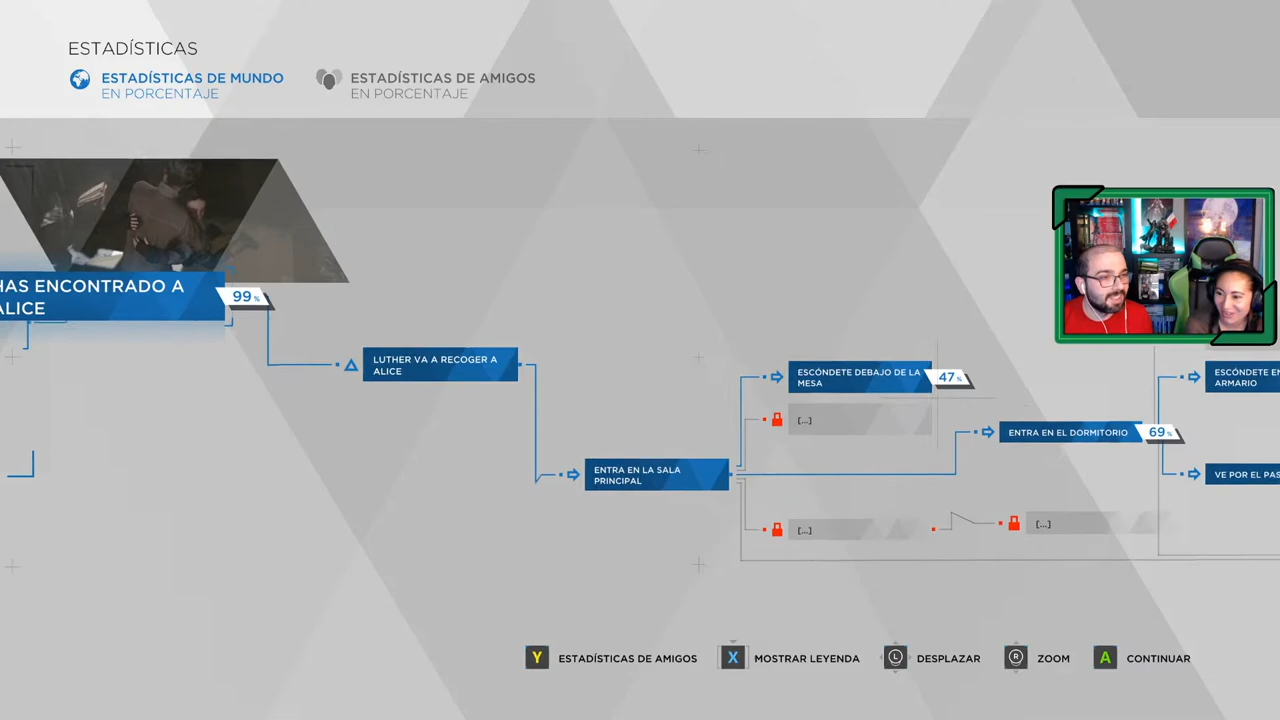 ESTADÍSTICAS
ESTADÍSTICAS DE MUNDO
EN PORCENTAJE
ESTADÍSTICAS DE AMIGOS
EN PORCENTAJE
HAS ENCONTRADO A
ALICE
99%
LUTHER VA A RECOGER A
ALICE
ENTRA EN LA SALA
PRINCIPAL
ESCÓNDETE DEBAJO DE LA
MESA
47%
[...]
ENTRA EN EL DORMITORIO
69%
[...]
[...]
ESCÓNDETE EN
ARMARIO
VE POR EL PAS
Y ESTADÍSTICAS DE AMIGOS
X MOSTRAR LEYENDA
L DESPLAZAR
R ZOOM
A CONTINUAR